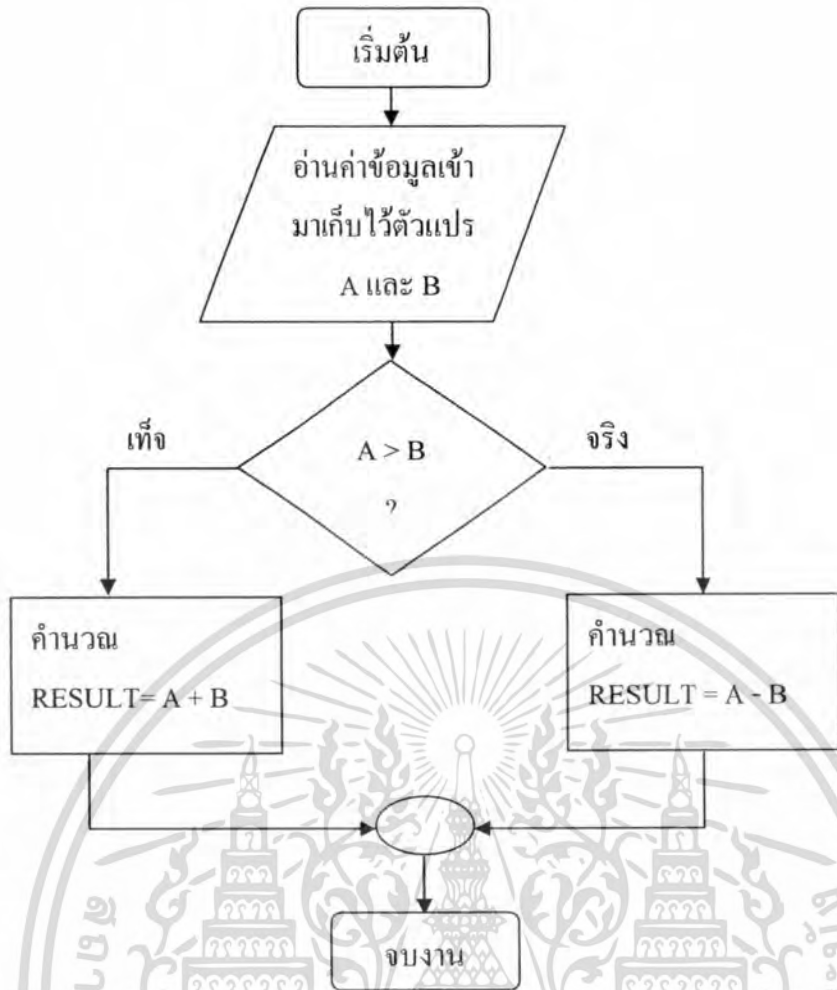 เริ่มต้น
อ่านค่าข้อมูลเข้า
มาเก็บไว้ตัวแปร
A และ B
เท็จ
A > B
?
จริง
คำนวณ
RESULT= A + B
คำนวณ
RESULT = A - B
จบงาน